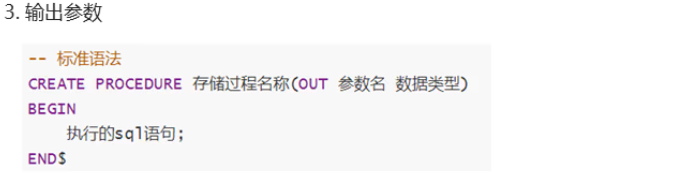 3. 输出参数
-- 标准语法
CREATE PROCEDURE 存储过程名称(OUT 参数名 数据类型)
BEGIN
    执行的sql语句;
END$